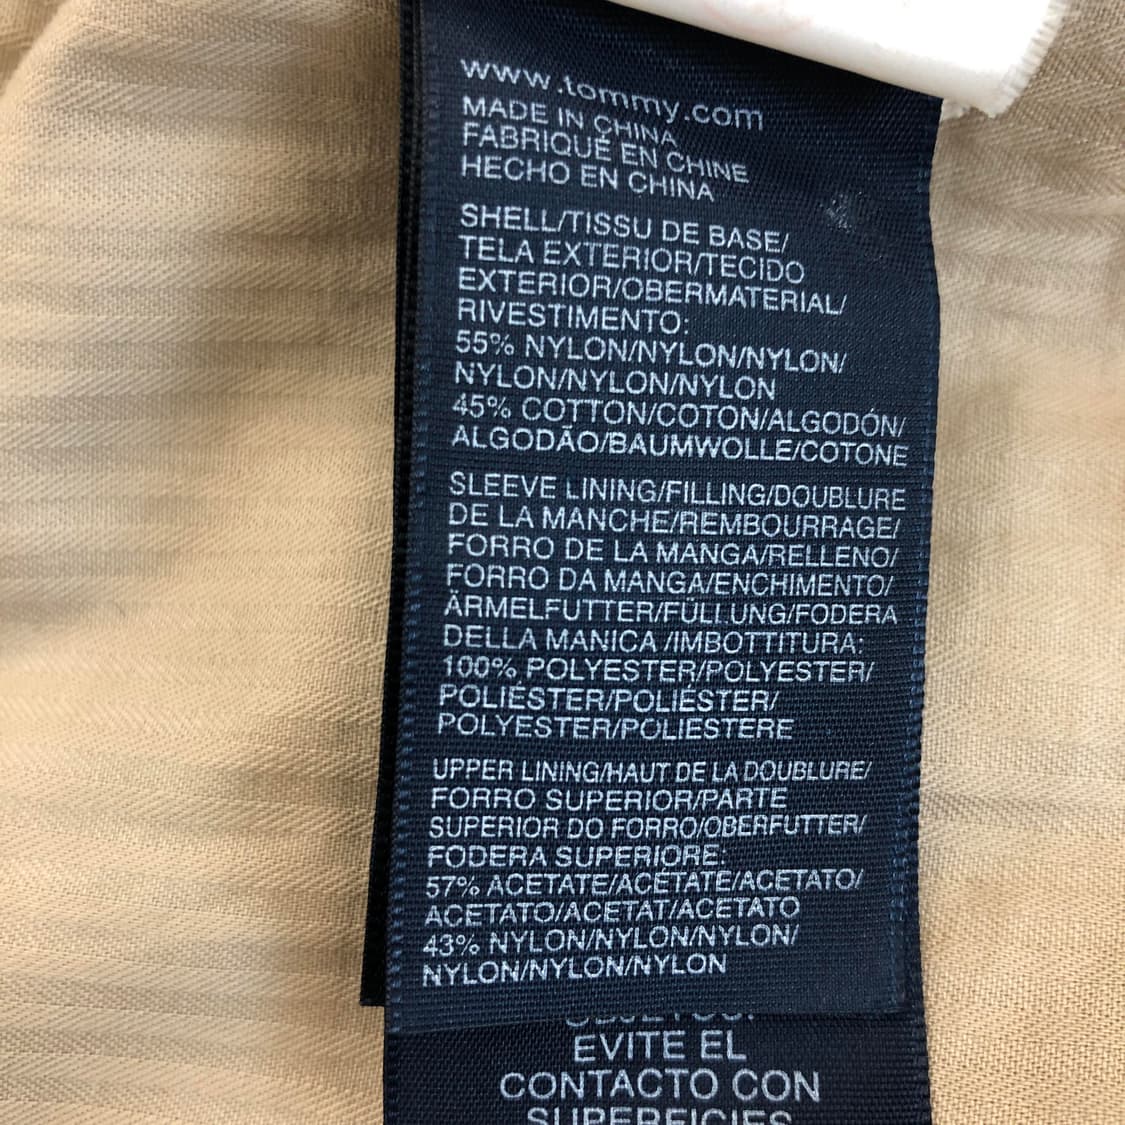 www.tommy.com
MADE IN CHINA
FABRIQUÉ EN CHINE
HECHO EN CHINA
SHELL/TISSU DE BASE/
TELA EXTERIOR/TECIDO
EXTERIOR/OBERMATERIAL/
RIVESTIMENTO:
55% NYLON/NYLON/NYLON/
NYLON/NYLON/NYLON
45% COTTON/COTON/ALGODÓN/
ALGODÃO/BAUMWOLLE/COTONE
SLEEVE LINING/FILLING/DOUBLURE
DE LA MANCHE/REMBOURRAGE/
FORRO DE LA MANGA/RELLENO/
FORRO DA MANGA/ENCHIMENTO/
ÄRMELFUTTER/FÜLLUNG/FODERA
DELLA MANICA /IMBOTTITURA:
100% POLYESTER/POLYESTER/
POLIÉSTER/POLIÉSTER/
POLYESTER/POLIESTERE
UPPER LINING/HAUT DE LA DOUBLURE/
FORRO SUPERIOR/PARTE
SUPERIOR DO FORRO/OBERFUTTER/
FODERA SUPERIORE:
57% ACETATE/ACÉTATE/ACETATO/
ACETATO/ACETAT/ACETATO
43% NYLON/NYLON/NYLON/
NYLON/NYLON/NYLON
EVITE EL
CONTACTO CON
SUPERFICIES